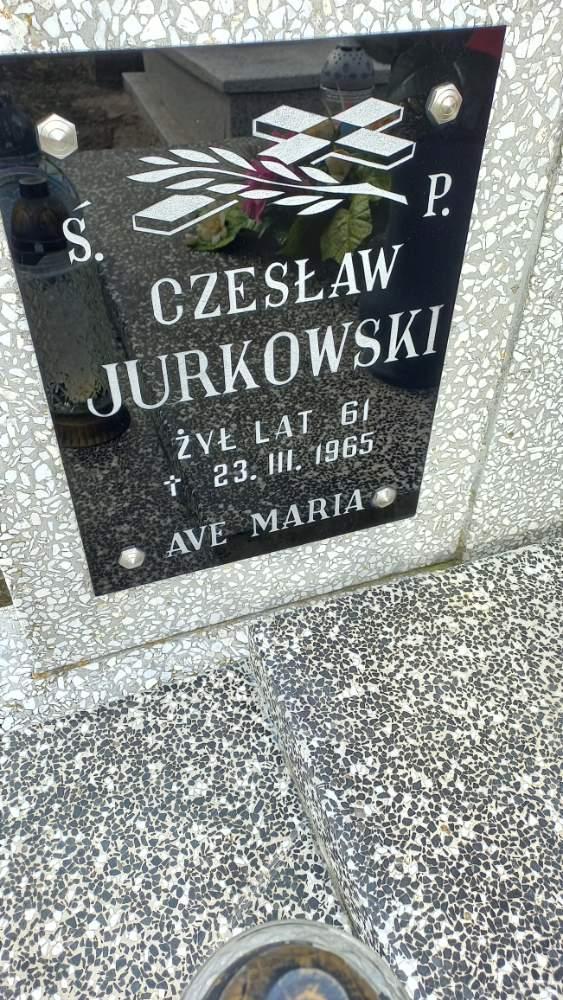 Ś. P.
CZESŁAW
JURKOWSKI
ŻYŁ LAT 61
† 23. III. 1965
AVE MARIA